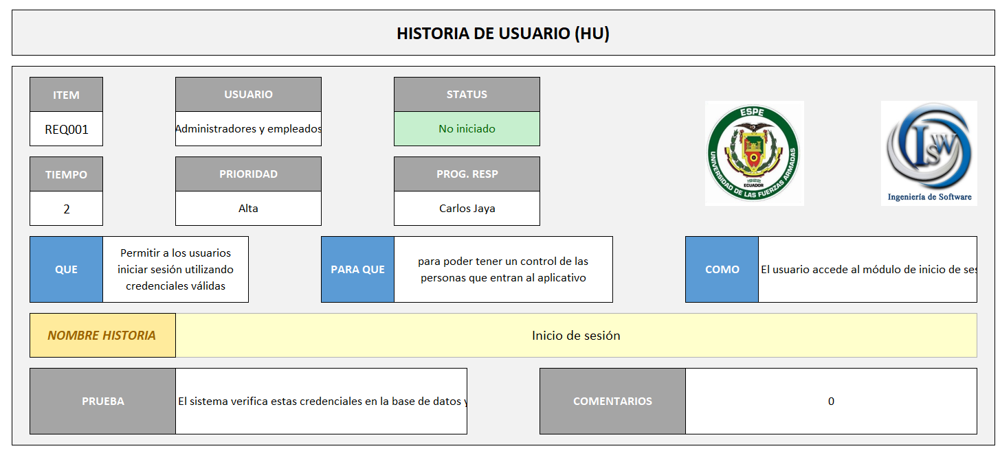 HISTORIA DE USUARIO (HU)
ITEM
USUARIO
STATUS
REQ001
Administradores y empleados
No iniciado
ESPE
UNIVERSIDAD DE LAS FUERZAS ARMADAS
1922
ECUADOR
ISW
Ingeniería de Software
TIEMPO
PRIORIDAD
PROG. RESP
2
Alta
Carlos Jaya
QUE
Permitir a los usuarios
iniciar sesión utilizando
credenciales válidas
PARA QUE
para poder tener un control de las
personas que entran al aplicativo
COMO
El usuario accede al módulo de inicio de ses
NOMBRE HISTORIA
Inicio de sesión
PRUEBA
El sistema verifica estas credenciales en la base de datos y
COMENTARIOS
0